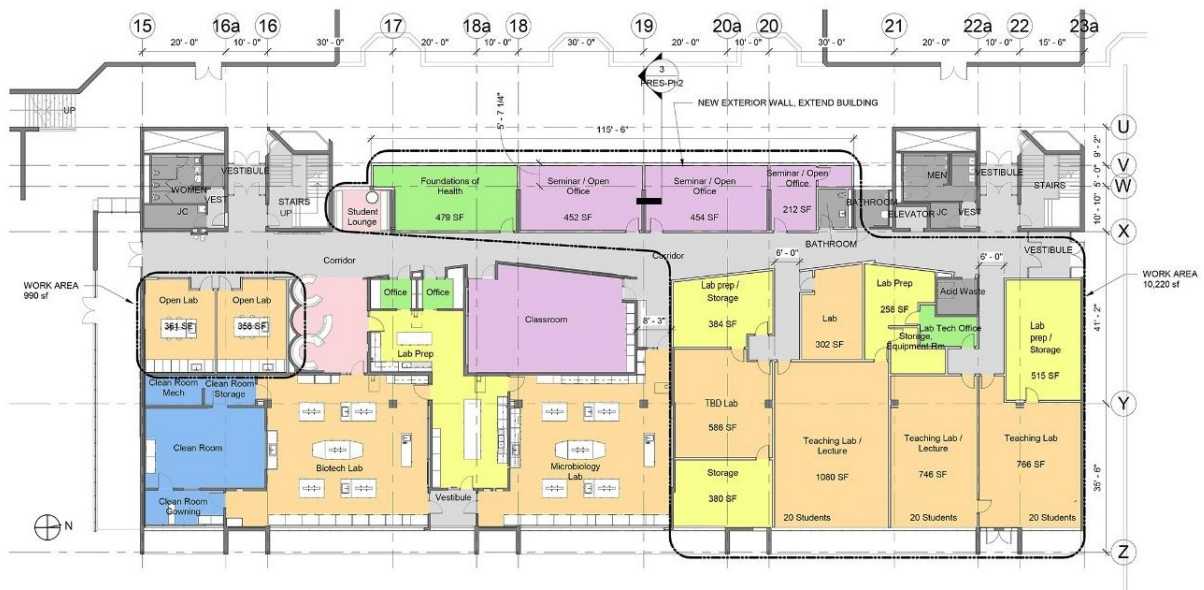 15
16a
16
17
18a
18
19
20a
20
21
22a
22
23a
20' - 0"
10' - 0"
30' - 0"
20' - 0"
10' - 0"
30' - 0"
20' - 0"
10' - 0"
30' - 0"
20' - 0"
10' - 0"
15' - 6"
3
PRES-Ph2
NEW EXTERIOR WALL, EXTEND BUILDING
5' - 7 1/4"
115' - 6"
UP
U
V
W
X
Y
Z
9' - 2"
5' - 0"
10' - 10"
41' - 2"
35' - 6"
WOMEN
JC
VEST
VESTIBULE
STAIRS
UP
Student
Lounge
Foundations of
Health
479 SF
Seminar / Open
Office
452 SF
Seminar / Open
Office
454 SF
Seminar / Open
Office
212 SF
BATHROOM
BATHROOM
MEN
ELEVATOR
JC
VEST
VESTIBULE
STAIRS
VESTIBULE
Corridor
Corridor
6' - 0"
6' - 0"
WORK AREA
990 sf
WORK AREA
10,220 sf
Open Lab
361 SF
Open Lab
358 SF
Office
Office
Lab Prep
Classroom
8' - 3"
Lab prep /
Storage
384 SF
Lab
302 SF
Lab Prep
258 SF
Acid Waste
Lab Tech Office
Storage,
Equipment Rm
Lab
prep /
Storage
515 SF
Clean Room
Mech
Clean Room
Storage
Clean Room
Clean Room
Gowning
Biotech Lab
Vestibule
Microbiology
Lab
TBD Lab
586 SF
Storage
380 SF
Teaching Lab /
Lecture
1080 SF
20 Students
Teaching Lab /
Lecture
746 SF
20 Students
Teaching Lab
766 SF
20 Students
N